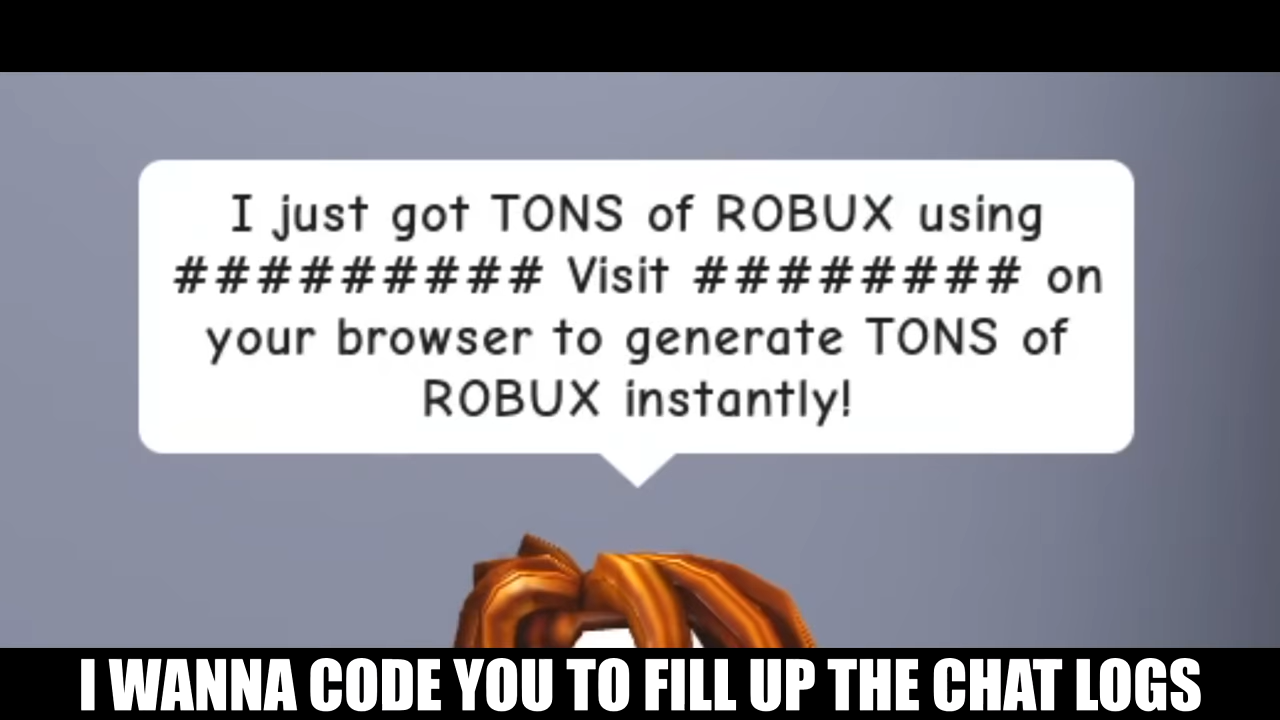 I just got TONS of ROBUX using
######### Visit ######## on
your browser to generate TONS of
ROBUX instantly!
I WANNA CODE YOU TO FILL UP THE CHAT LOGS